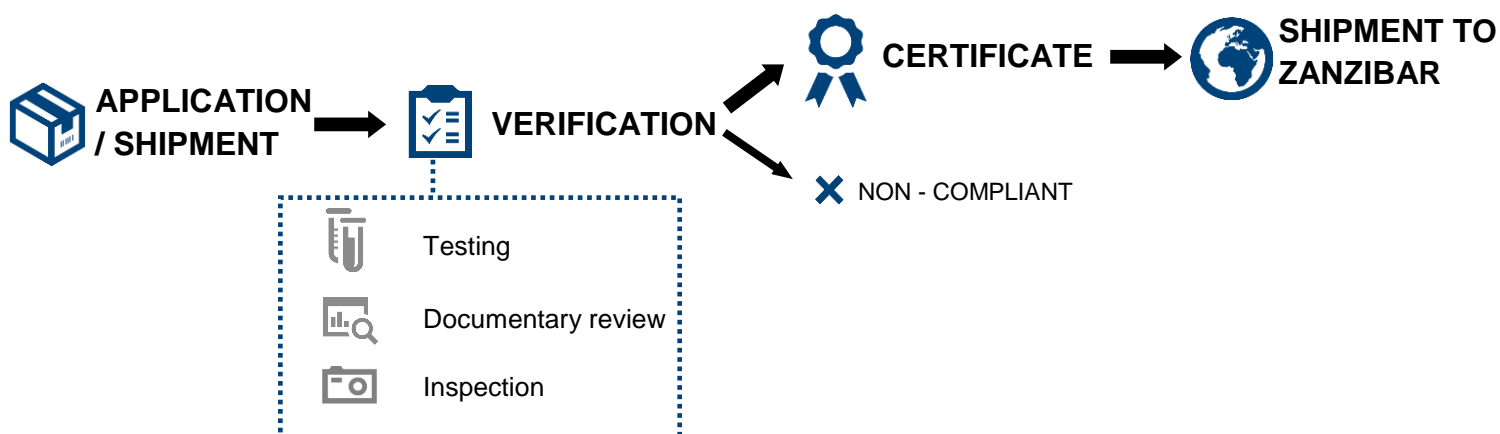 APPLICATION
/ SHIPMENT
VERIFICATION
CERTIFICATE
SHIPMENT TO
ZANZIBAR
NON - COMPLIANT
Testing
Documentary review
Inspection